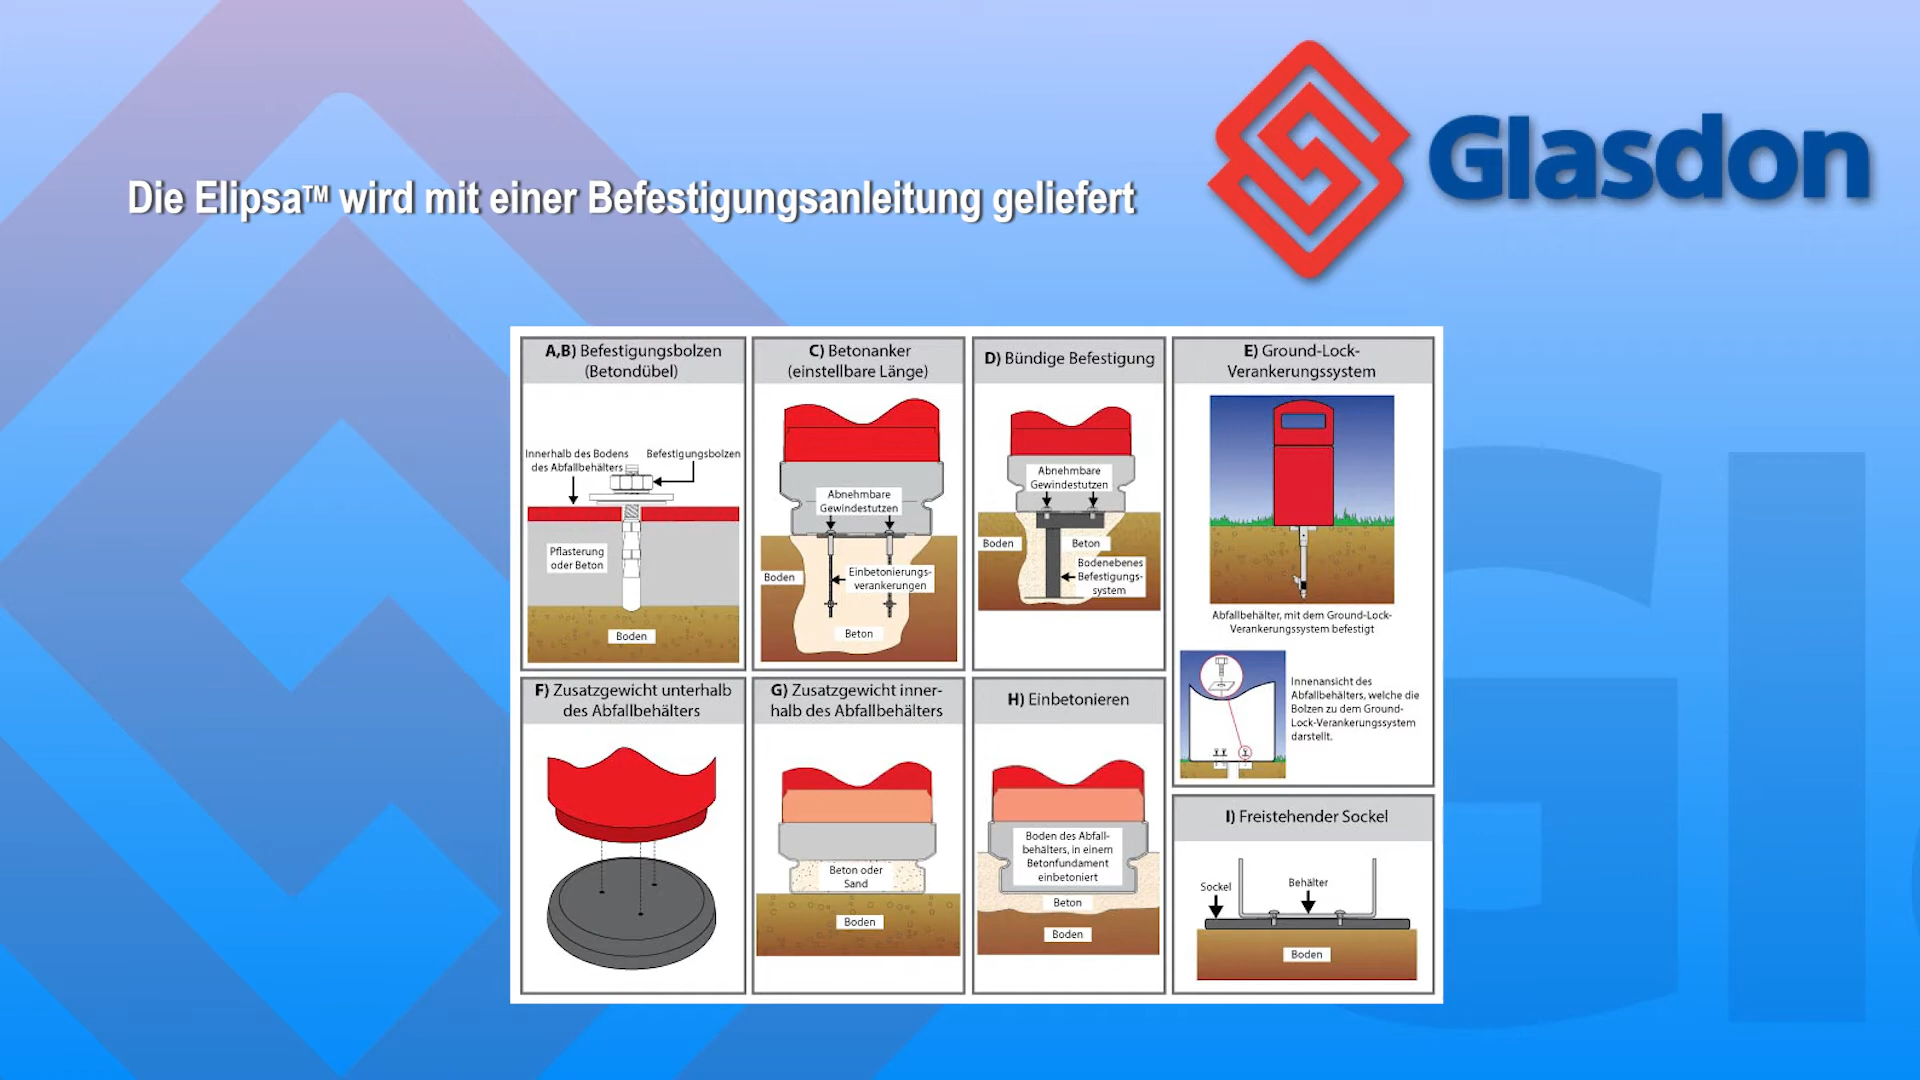 Glasdon
Die Elipsa™ wird mit einer Befestigungsanleitung geliefert
A,B) Befestigungsbolzen
(Betondübel)
Innerhalb des Bodens
des Abfallbehälters
Befestigungsbolzen
Pflasterung
oder Beton
Boden
C) Betonanker
(einstellbare Länge)
Abnehmbare
Gewindestutzen
Boden
Einbetonierungs-
verankerungen
Beton
D) Bündige Befestigung
Abnehmbare
Gewindestutzen
Boden
Beton
Bodenebenes
Befestigungs-
system
E) Ground-Lock-
Verankerungssystem
Abfallbehälter, mit dem Ground-Lock-
Verankerungssystem befestigt
Innenansicht des
Abfallbehälters, welche die
Bolzen zu dem Ground-
Lock-Verankerungssystem
darstellt.
F) Zusatzgewicht unterhalb
des Abfallbehälters
G) Zusatzgewicht inner-
halb des Abfallbehälters
Beton oder
Sand
Boden
H) Einbetonieren
Boden des Abfall-
behälters, in einem
Betonfundament
einbetoniert
Beton
Boden
I) Freistehender Sockel
Sockel
Behälter
Boden